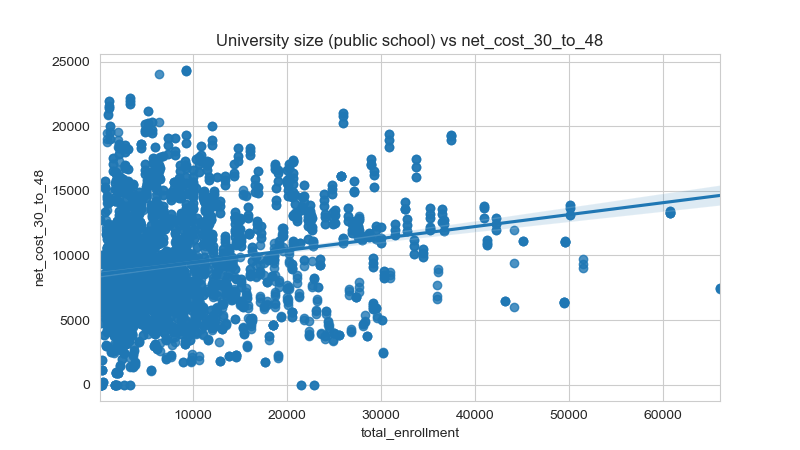 University size (public school) vs net_cost_30_to_48
25000
20000
15000
10000
5000
0
net_cost_30_to_48
10000 20000 30000 40000 50000 60000
total_enrollment